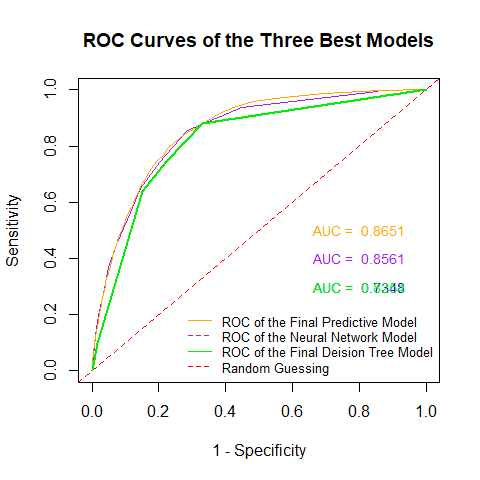 ROC Curves of the Three Best Models
Sensitivity
1.0
0.8
0.6
0.4
0.2
0.0
AUC = 0.8651
AUC = 0.8561
AUC =
ROC of the Final Predictive Model
ROC of the Neural Network Model
ROC of the Final Deision Tree Model
Random Guessing
0.0 0.2 0.4 0.6 0.8 1.0
1 - Specificity